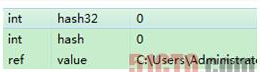 int hash32 0
int hash 0
ref value C:\Users\Administrat